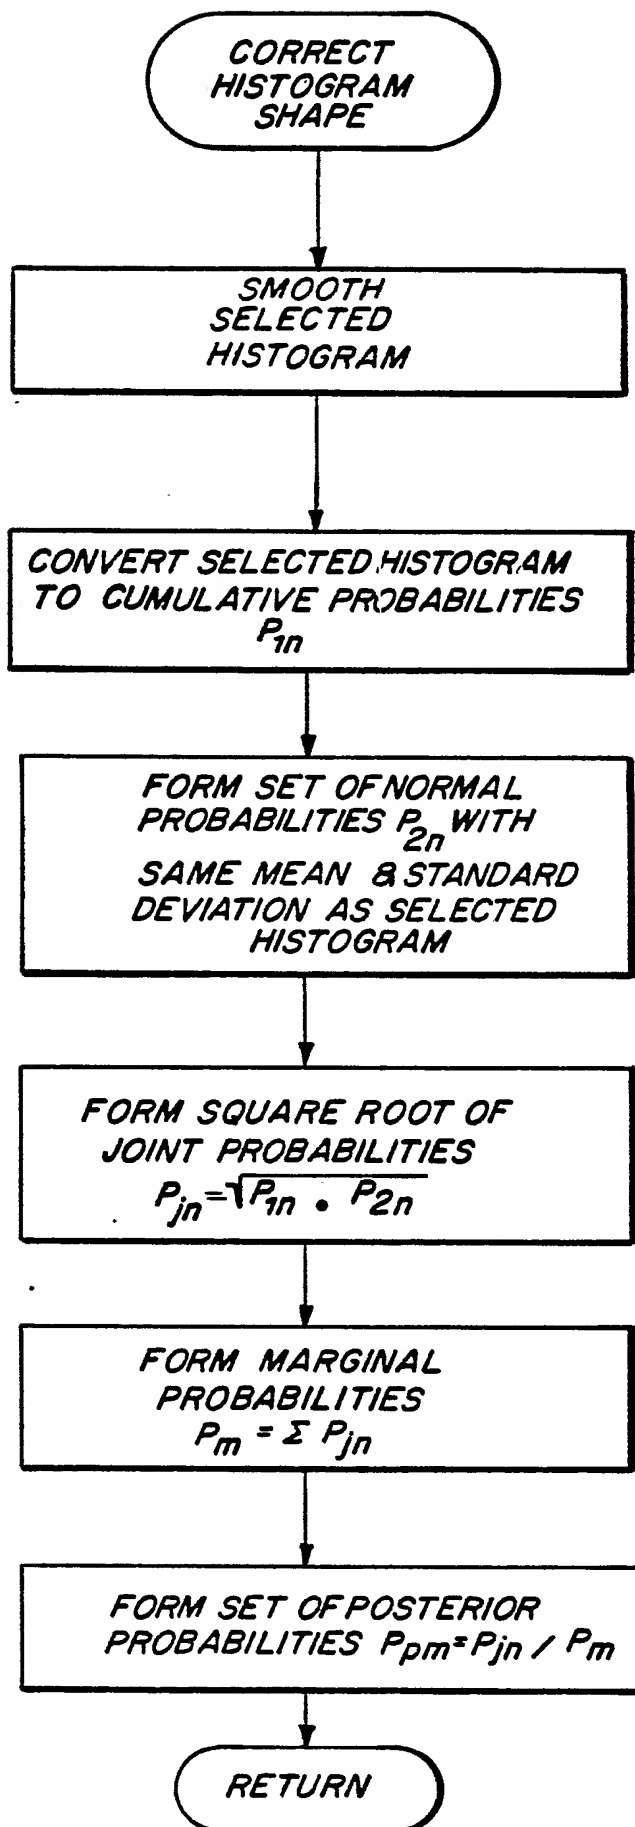 CORRECT
HISTOGRAM
SHAPE
SMOOTH
SELECTED
HISTOGRAM
CONVERT SELECTED HISTOGRAM
TO CUMULATIVE PROBABILITIES
P1n
FORM SET OF NORMAL
PROBABILITIES P2n WITH
SAME MEAN & STANDARD
DEVIATION AS SELECTED
HISTOGRAM
FORM SQUARE ROOT OF
JOINT PROBABILITIES
Pjn=√P1n • P2n
FORM MARGINAL
PROBABILITIES
Pm = Σ Pjn
FORM SET OF POSTERIOR
PROBABILITIES Ppm=Pjn / Pm
RETURN